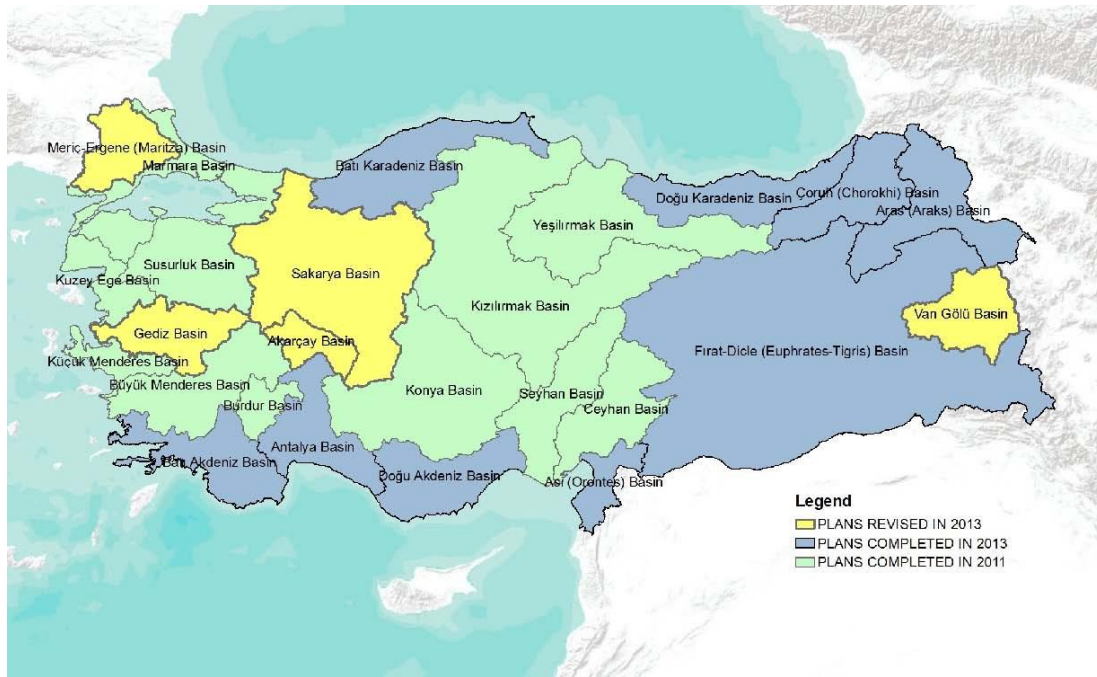 Meriç-Ergene (Maritza) Basin
Marmara Basin
Batı Karadeniz Basin
Doğu Karadeniz Basin
Çoruh (Chorokhi) Basin
Aras (Araks) Basin
Yeşilırmak Basin
Susurluk Basin
Sakarya Basin
Kuzey Ege Basin
Kızılırmak Basin
Van Gölü Basin
Gediz Basin
Akarçay Basin
Fırat-Dicle (Euphrates-Tigris) Basin
Küçük Menderes Basin
Büyük Menderes Basin
Konya Basin
Seyhan Basin
Burdur Basin
Ceyhan Basin
Antalya Basin
Batı Akdeniz Basin
Doğu Akdeniz Basin
Asi (Orontes) Basin
Legend
PLANS REVISED IN 2013
PLANS COMPLETED IN 2013
PLANS COMPLETED IN 2011